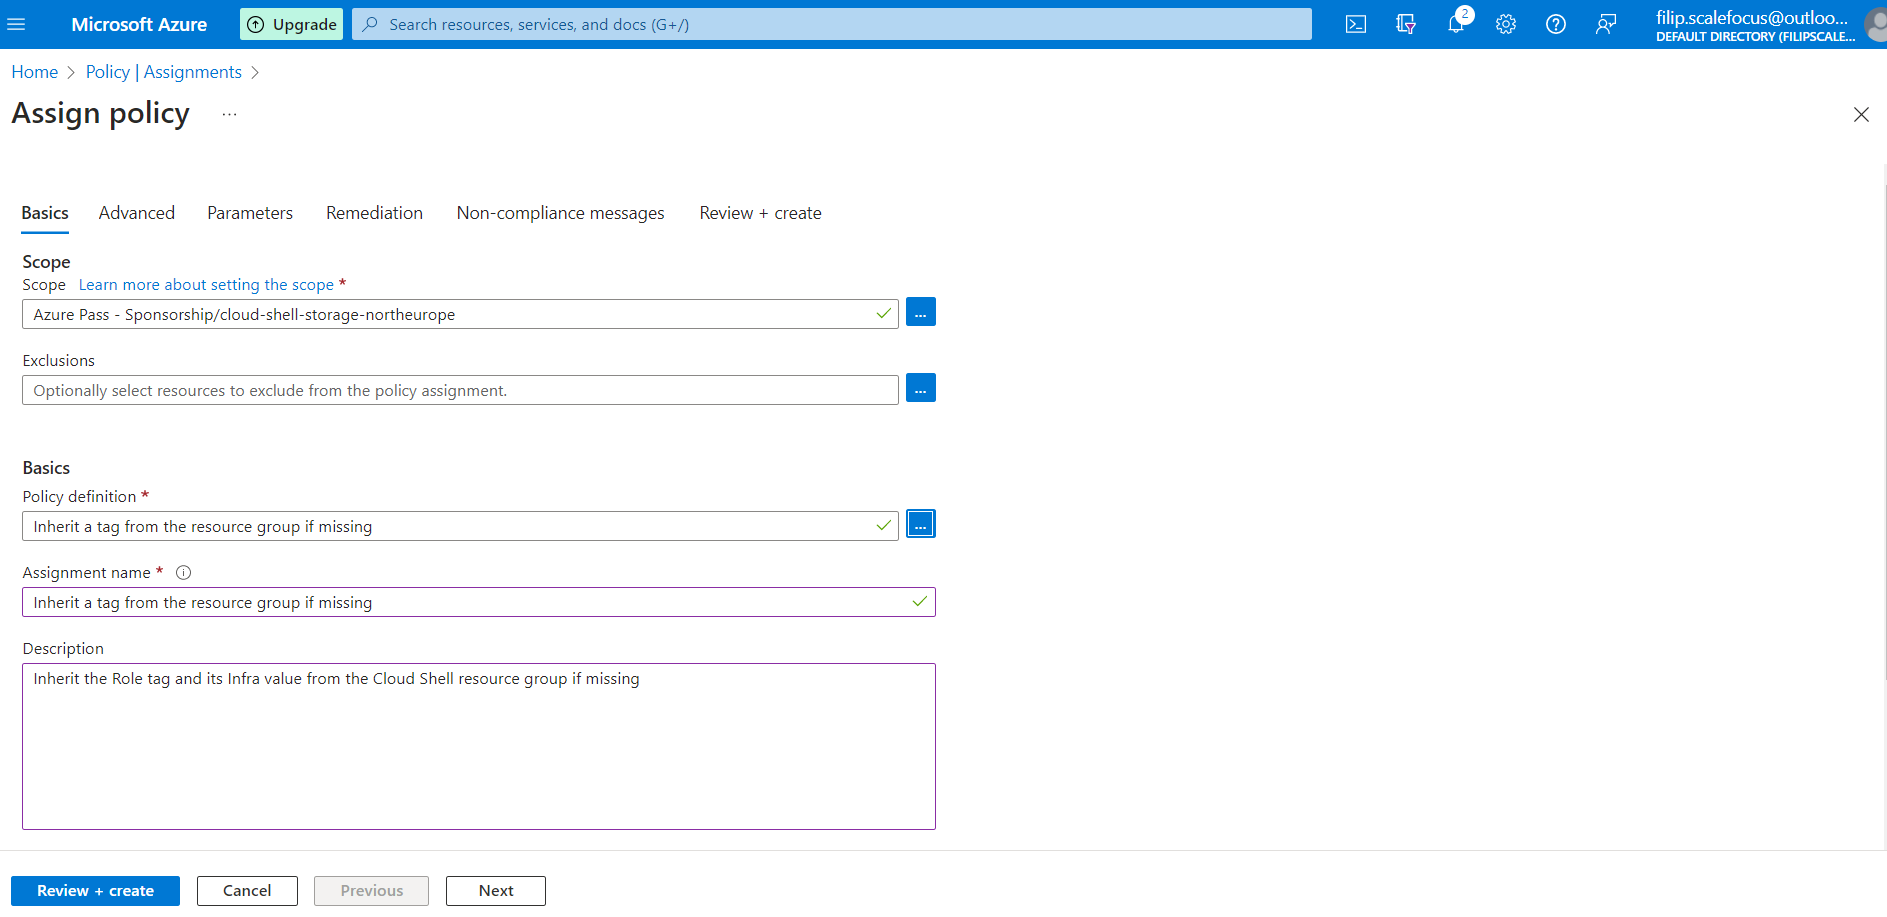 Microsoft Azure
Upgrade
Search resources, services, and docs (G+/)
2
filip.scalefocus@outloo...
DEFAULT DIRECTORY (FILIPSCALE...
Home > Policy | Assignments >
Assign policy ...
Basics Advanced Parameters Remediation Non-compliance messages Review + create
Scope
Scope Learn more about setting the scope *
Azure Pass - Sponsorship/cloud-shell-storage-northeurope
...
Exclusions
Optionally select resources to exclude from the policy assignment.
...
Basics
Policy definition *
Inherit a tag from the resource group if missing
...
Assignment name *
Inherit a tag from the resource group if missing
Description
Inherit the Role tag and its Infra value from the Cloud Shell resource group if missing
Review + create Cancel Previous Next